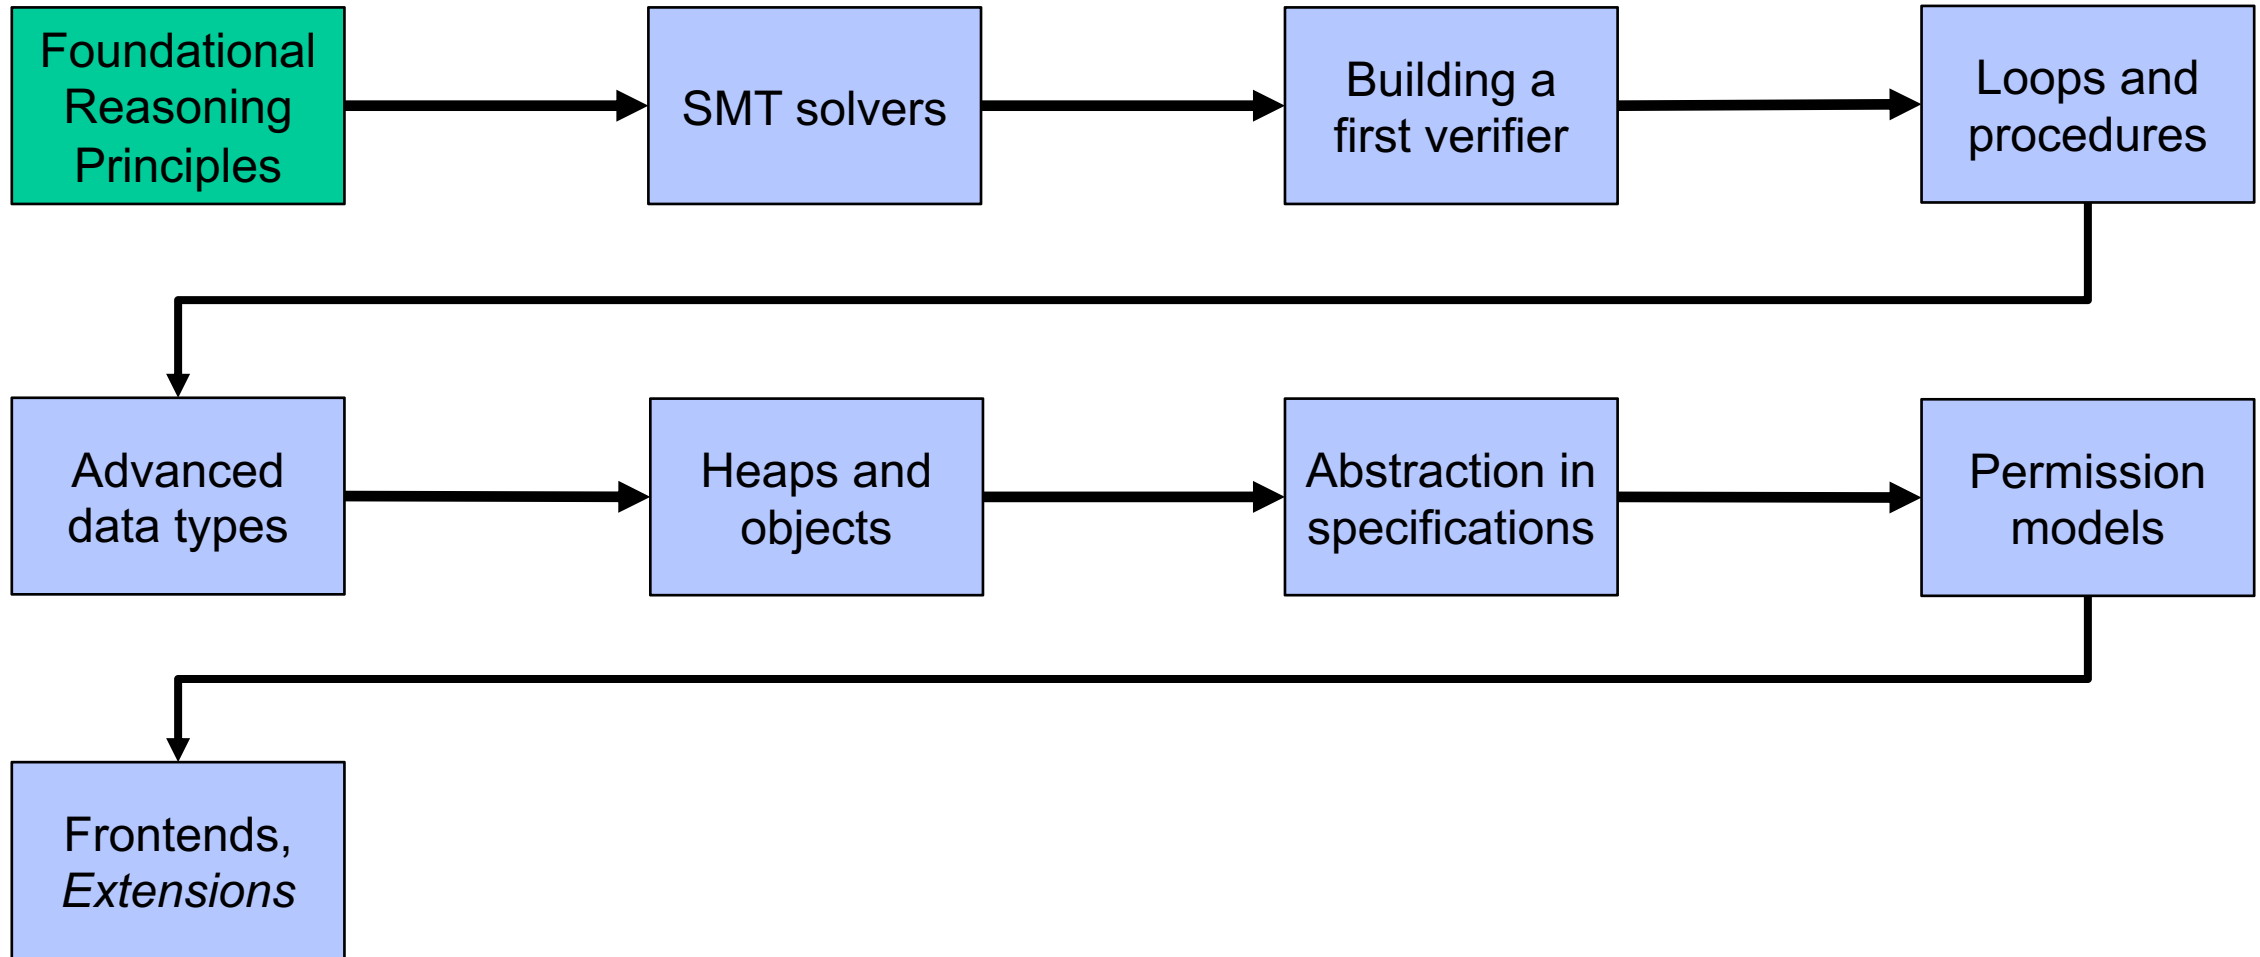 Foundational
Reasoning
Principles
SMT solvers
Building a
first verifier
Loops and
procedures
Advanced
data types
Heaps and
objects
Abstraction in
specifications
Permission
models
Frontends,
Extensions